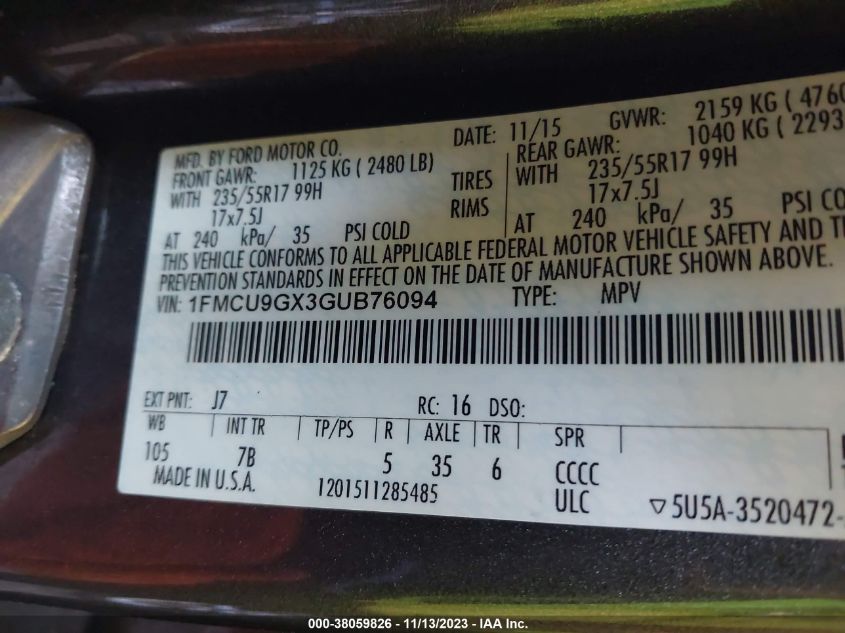 MFD. BY FORD MOTOR CO. DATE: 11/15 GVWR: 2159 KG ( 4760
FRONT GAWR: 1125 KG ( 2480 LB) REAR GAWR: 1040 KG ( 2293
WITH 235/55R17 99H TIRES WITH 235/55R17 99H
17x7.5J RIMS 17x7.5J
AT 240 kPa/ 35 PSI COLD AT 240 kPa/ 35 PSI CO
THIS VEHICLE CONFORMS TO ALL APPLICABLE FEDERAL MOTOR VEHICLE SAFETY AND T
PREVENTION STANDARDS IN EFFECT ON THE DATE OF MANUFACTURE SHOWN ABOVE.
VIN: 1FMCU9GX3GUB76094 TYPE: MPV
EXT PNT: J7 RC: 16 DSO:
WB INT TR TP/PS R AXLE TR SPR
105 7B 5 35 6 CCCC
MADE IN U.S.A. 1201511285485 ULC ▽5U5A-3520472-
000-38059826 - 11/13/2023 - IAA Inc.